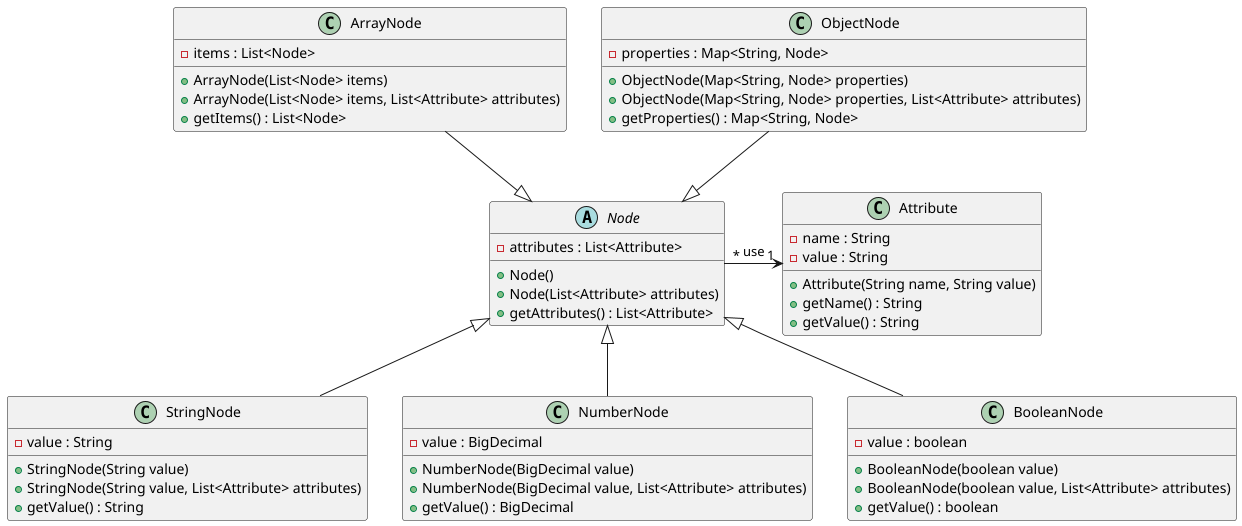 C ArrayNode
items : List<Node>
ArrayNode(List<Node> items)
ArrayNode(List<Node> items, List<Attribute> attributes)
getItems() : List<Node>
C ObjectNode
properties : Map<String, Node>
ObjectNode(Map<String, Node> properties)
ObjectNode(Map<String, Node> properties, List<Attribute> attributes)
getProperties() : Map<String, Node>
A Node
attributes : List<Attribute>
Node()
Node(List<Attribute> attributes)
getAttributes() : List<Attribute>
* use 1
C Attribute
name : String
value : String
Attribute(String name, String value)
getName() : String
getValue() : String
C StringNode
value : String
StringNode(String value)
StringNode(String value, List<Attribute> attributes)
getValue() : String
C NumberNode
value : BigDecimal
NumberNode(BigDecimal value)
NumberNode(BigDecimal value, List<Attribute> attributes)
getValue() : BigDecimal
C BooleanNode
value : boolean
BooleanNode(boolean value)
BooleanNode(boolean value, List<Attribute> attributes)
getValue() : boolean